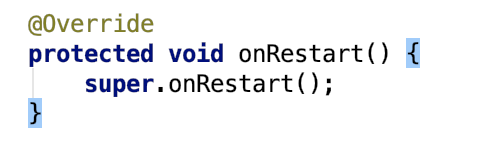 @Override
protected void onRestart() {
    super.onRestart();
}